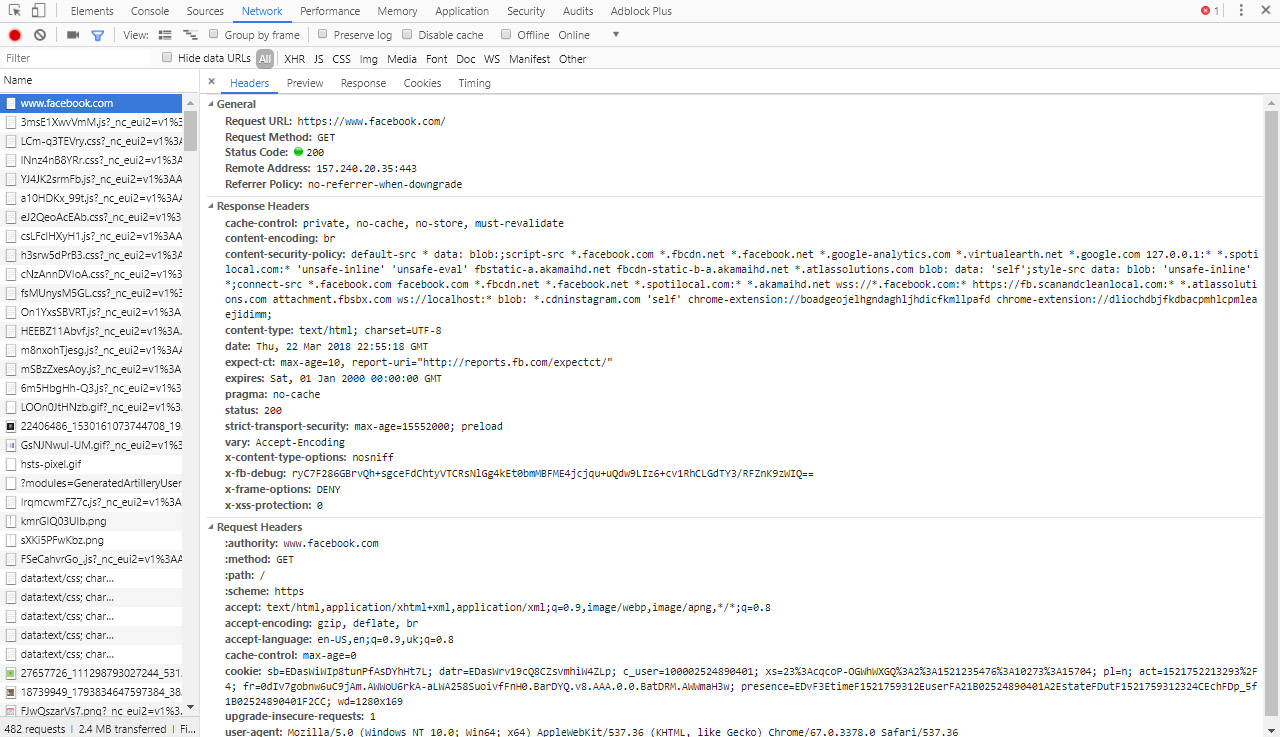 Elements Console Sources Network Performance Memory Application Security Audits Adblock Plus 1
View: Group by frame Preserve log Disable cache Offline Online
Filter Hide data URLs All XHR JS CSS Img Media Font Doc WS Manifest Other
Name
www.facebook.com
3msE1XwvVmM.js?_nc_eui2=v1%3
LCm-q3TEVry.css?_nc_eui2=v1%3
lNnz4nB8YRr.css?_nc_eui2=v1%3A
YJ4JK2srmFb.js?_nc_eui2=v1%3AA
a10HDKx_99t.js?_nc_eui2=v1%3AA
eJ2QeoAcEAb.css?_nc_eui2=v1%3
csLFclHXyH1.js?_nc_eui2=v1%3AA
h3srw5dPrB3.css?_nc_eui2=v1%3A
cNzAnnDVloA.css?_nc_eui2=v1%3
fsMUnysM5GL.css?_nc_eui2=v1%3
On1YxsSBVRT.js?_nc_eui2=v1%3A
HEEBZ11Abvf.js?_nc_eui2=v1%3A
m8nxohTjesg.js?_nc_eui2=v1%3A
mSBzZxesAoy.js?_nc_eui2=v1%3A
6m5HbgHh-Q3.js?_nc_eui2=v1%3
LOOn0JtHNzb.gif?_nc_eui2=v1%3
22406486_1530161073744708_19
GsNJNwul-UM.gif?_nc_eui2=v1%3
hsts-pixel.gif
?modules=GeneratedArtilleryUser
IrqmcwmFZ7c.js?_nc_eui2=v1%3
kmrGlQ03UIb.png
sXKi5PFwKbz.png
FSeCahvrGo_.js?_nc_eui2=v1%3AA
data:text/css; char...
data:text/css; char...
data:text/css; char...
data:text/css; char...
data:text/css; char...
27657726_111298793027244_531
18739949_1793834647597384_38
FJwQszarVs7.png?_nc_eui2=v1%3
482 requests | 2.4 MB transferred | Fi...
Headers Preview Response Cookies Timing
General
Request URL: https://www.facebook.com/
Request Method: GET
Status Code: 200
Remote Address: 157.240.20.35:443
Referrer Policy: no-referrer-when-downgrade
Response Headers
cache-control: private, no-cache, no-store, must-revalidate
content-encoding: br
content-security-policy: default-src * data: blob:;script-src *.facebook.com *.fbcdn.net *.facebook.net *.google-analytics.com *.virtualearth.net *.google.com 127.0.0.1:* *.spoti
local.com:* 'unsafe-inline' 'unsafe-eval' fbstatic-a.akamaihd.net fbcdn-static-b-a.akamaihd.net *.atlassolutions.com blob: data: 'self';style-src data: blob: 'unsafe-inline'
*;connect-src *.facebook.com facebook.com *.fbcdn.net *.facebook.net *.spotilocal.com:* *.akamaihd.net wss://*.facebook.com:* https://fb.scanandcleanlocal.com:* *.atlassoluti
ons.com attachment.fbsbx.com ws://localhost:* blob: *.cdninstagram.com 'self' chrome-extension://boadgeojelhgndaghljhdicfkmllpafd chrome-extension://dliochdbjfkdbacpmhlcpmlea
ejidimm;
content-type: text/html; charset=UTF-8
date: Thu, 22 Mar 2018 22:55:18 GMT
expect-ct: max-age=10, report-uri="http://reports.fb.com/expectct/"
expires: Sat, 01 Jan 2000 00:00:00 GMT
pragma: no-cache
status: 200
strict-transport-security: max-age=15552000; preload
vary: Accept-Encoding
x-content-type-options: nosniff
x-fb-debug: ryC7F286GBrvQh+sgceFdChtyVTCRsNlGg4kEt0bmMBFME4jcjqu+uQdw9LIz6+cv1RhCLGdTY3/RFZnK9zWIQ==
x-frame-options: DENY
x-xss-protection: 0
Request Headers
:authority: www.facebook.com
:method: GET
:path: /
:scheme: https
accept: text/html,application/xhtml+xml,application/xml;q=0.9,image/webp,image/apng,*/*;q=0.8
accept-encoding: gzip, deflate, br
accept-language: en-US,en;q=0.9,uk;q=0.8
cache-control: max-age=0
cookie: sb=EDasWiWIp8tunPfAsDYhHt7L; datr=EDasWrv19cQ8CZsvmhiW4ZLp; c_user=100002524890401; xs=23%3AcqcoP-OGWhWXGQ%3A2%3A1521235476%3A10273%3A15704; pl=n; act=1521752213293%2F
4; fr=0dIv7gobnw6uC9jAm.AWWoU6rkA-aLWA258SuoivfFnH0.BarDYQ.v8.AAA.0.0.BatDRM.AWWmaH3w; presence=EDvF3EtimeF1521759312EuserFA21B02524890401A2EstateFDutF1521759312324CEchFDp_5f
1B02524890401F2CC; wd=1280x169
upgrade-insecure-requests: 1
user-agent: Mozilla/5.0 (Windows NT 10.0; Win64; x64) AppleWebKit/537.36 (KHTML, like Gecko) Chrome/67.0.3378.0 Safari/537.36